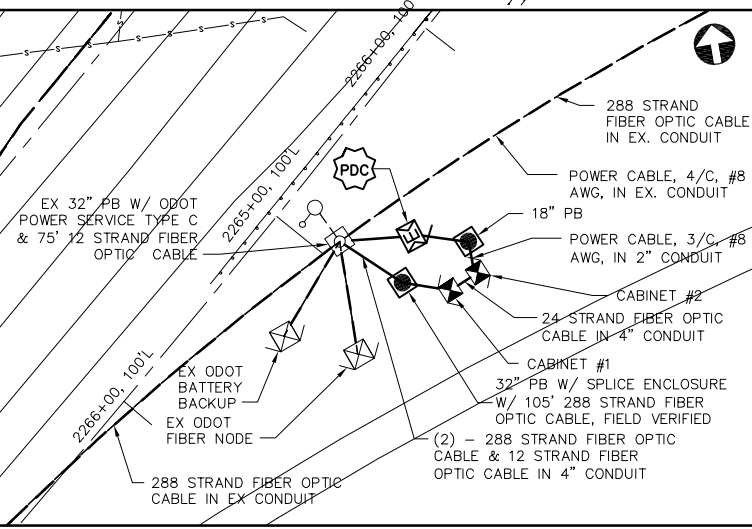 S
S
S
S
2266+00, 100
288 STRAND
FIBER OPTIC CABLE
IN EX. CONDUIT
PDC
POWER CABLE, 4/C, #8
AWG, IN EX. CONDUIT
2265+00, 100'L
EX 32" PB W/ ODOT
POWER SERVICE TYPE C
& 75' 12 STRAND FIBER
OPTIC CABLE
18" PB
E
POWER CABLE, 3/C, #8
AWG, IN 2" CONDUIT
CABINET #2
24 STRAND FIBER OPTIC
CABLE IN 4" CONDUIT
CABINET #1
EX ODOT
BATTERY
BACKUP
32" PB W/ SPLICE ENCLOSURE
W/ 105' 288 STRAND FIBER
OPTIC CABLE, FIELD VERIFIED
2266+00, 100'L
EX ODOT
FIBER NODE
(2) – 288 STRAND FIBER OPTIC
CABLE & 12 STRAND FIBER
OPTIC CABLE IN 4" CONDUIT
288 STRAND FIBER OPTIC
CABLE IN EX CONDUIT